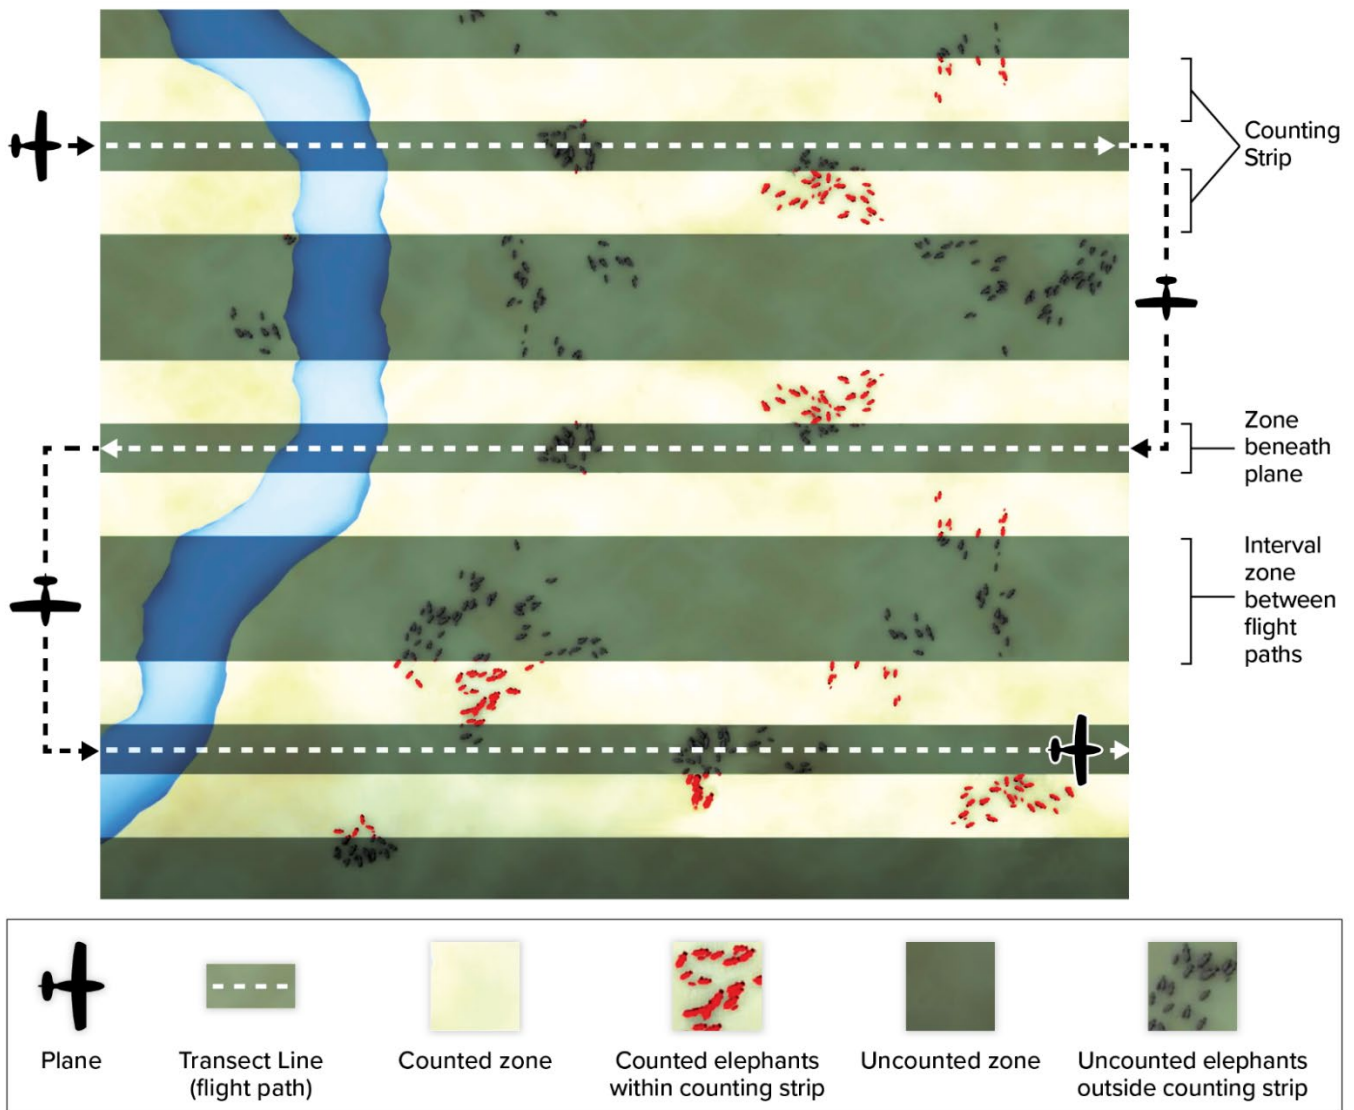 Counting
Strip
Zone
beneath
plane
Interval
zone
between
flight
paths
Plane
Transect Line
(flight path)
Counted zone
Counted elephants
within counting strip
Uncounted zone
Uncounted elephants
outside counting strip